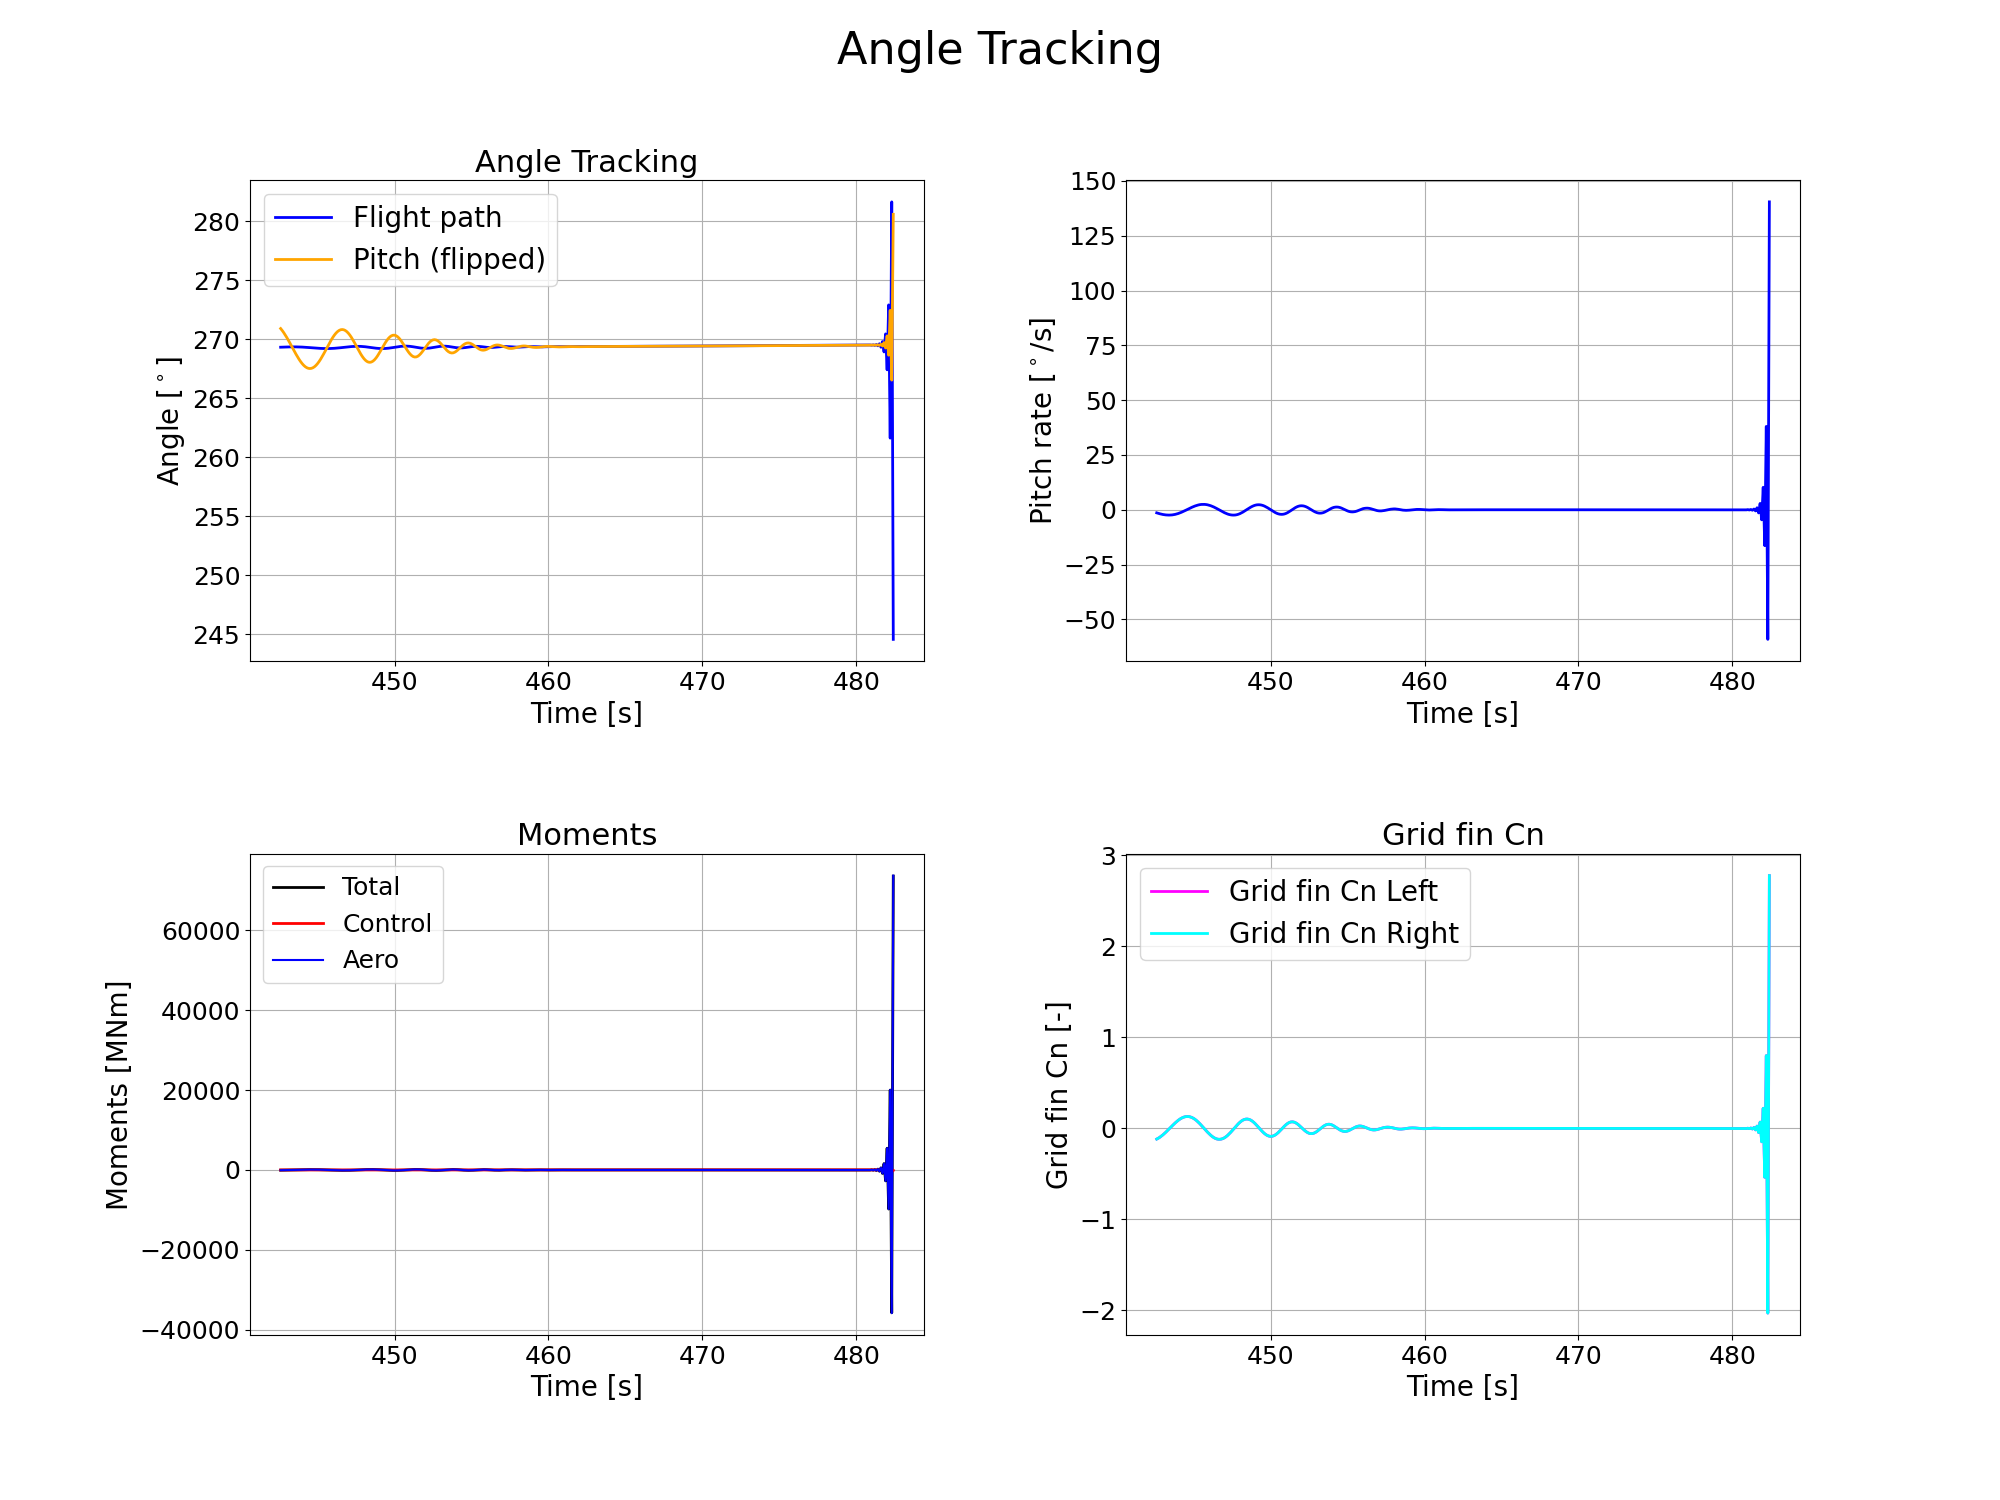 Angle Tracking
Angle Tracking
Flight path
Pitch (flipped)
Angle [°]
280
275
270
265
260
255
250
245
450 460 470 480
Time [s]
Pitch rate [°/s]
150
125
100
75
50
25
0
−25
−50
450 460 470 480
Time [s]
Moments
Total
Control
Aero
Moments [MNm]
60000
40000
20000
0
−20000
−40000
450 460 470 480
Time [s]
Grid fin Cn
Grid fin Cn Left
Grid fin Cn Right
Grid fin Cn [-]
3
2
1
0
−1
−2
450 460 470 480
Time [s]